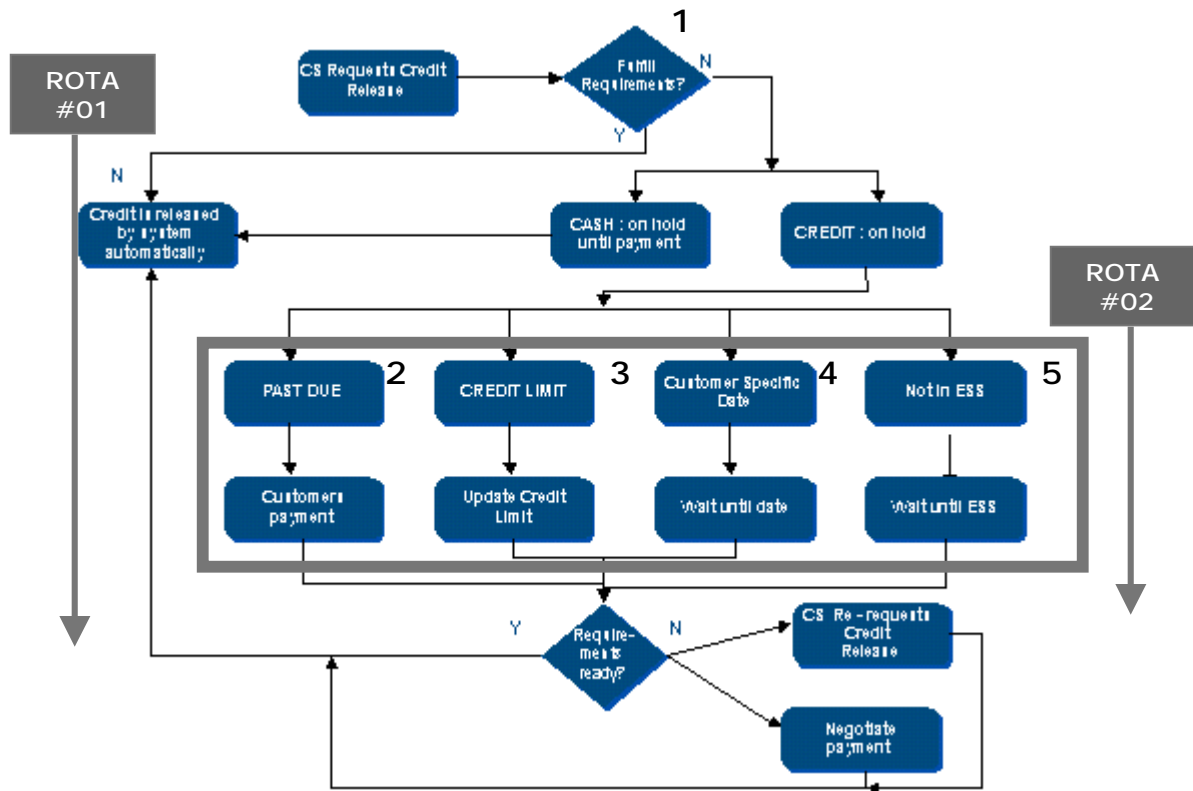 1
ROTA
#01
CS Requests Credit
Release
Fulfill
Requirements?
N
Y
N
Credit is released
by system
automatically
CASH : on hold
until payment
CREDIT : on hold
ROTA
#02
PAST DUE
2
CREDIT LIMIT
3
Customer Specific
Date
4
Not in ESS
5
Customers
payment
Update Credit
Limit
Wait until date
Wait until ESS
Y
Require-
ments
ready?
N
CS Re-requests
Credit
Release
Negotiate
payment